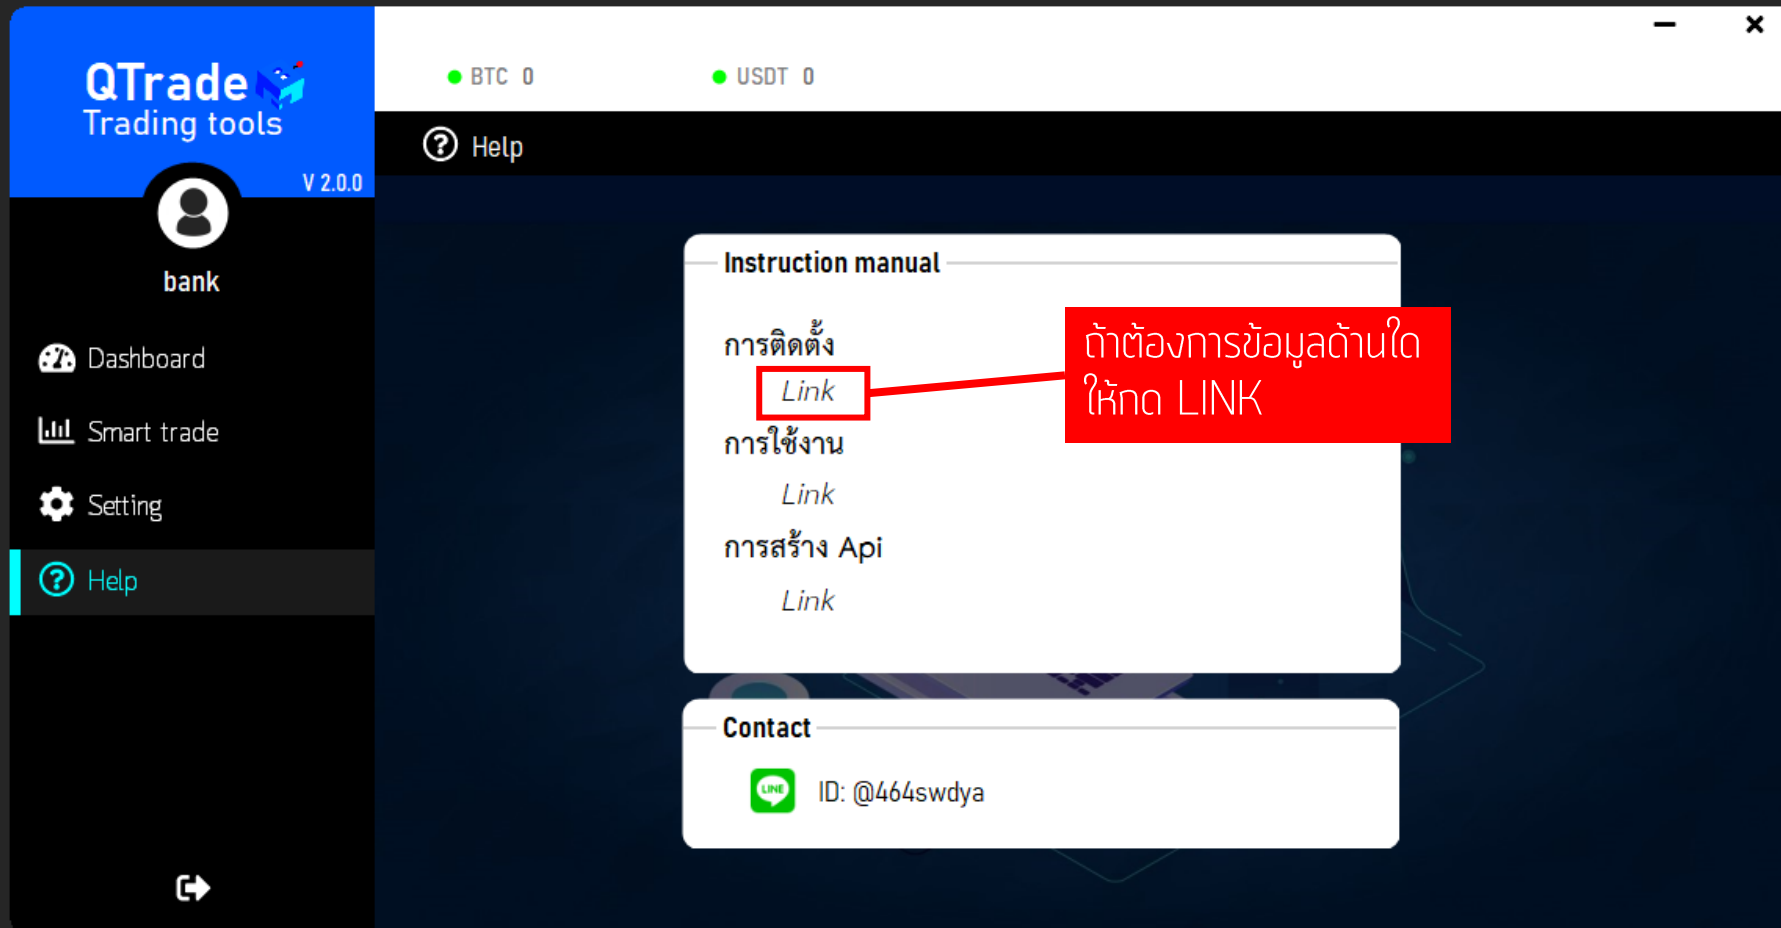 QTrade
Trading tools
V 2.0.0
bank
Dashboard
Smart trade
Setting
Help
BTC 0
USDT 0
Help
Instruction manual
การติดตั้ง
Link
การใช้งาน
Link
การสร้าง Api
Link
ถ้าต้องการข้อมูลด้านใด
ให้กด LINK
Contact
LINE
ID: @464swdya